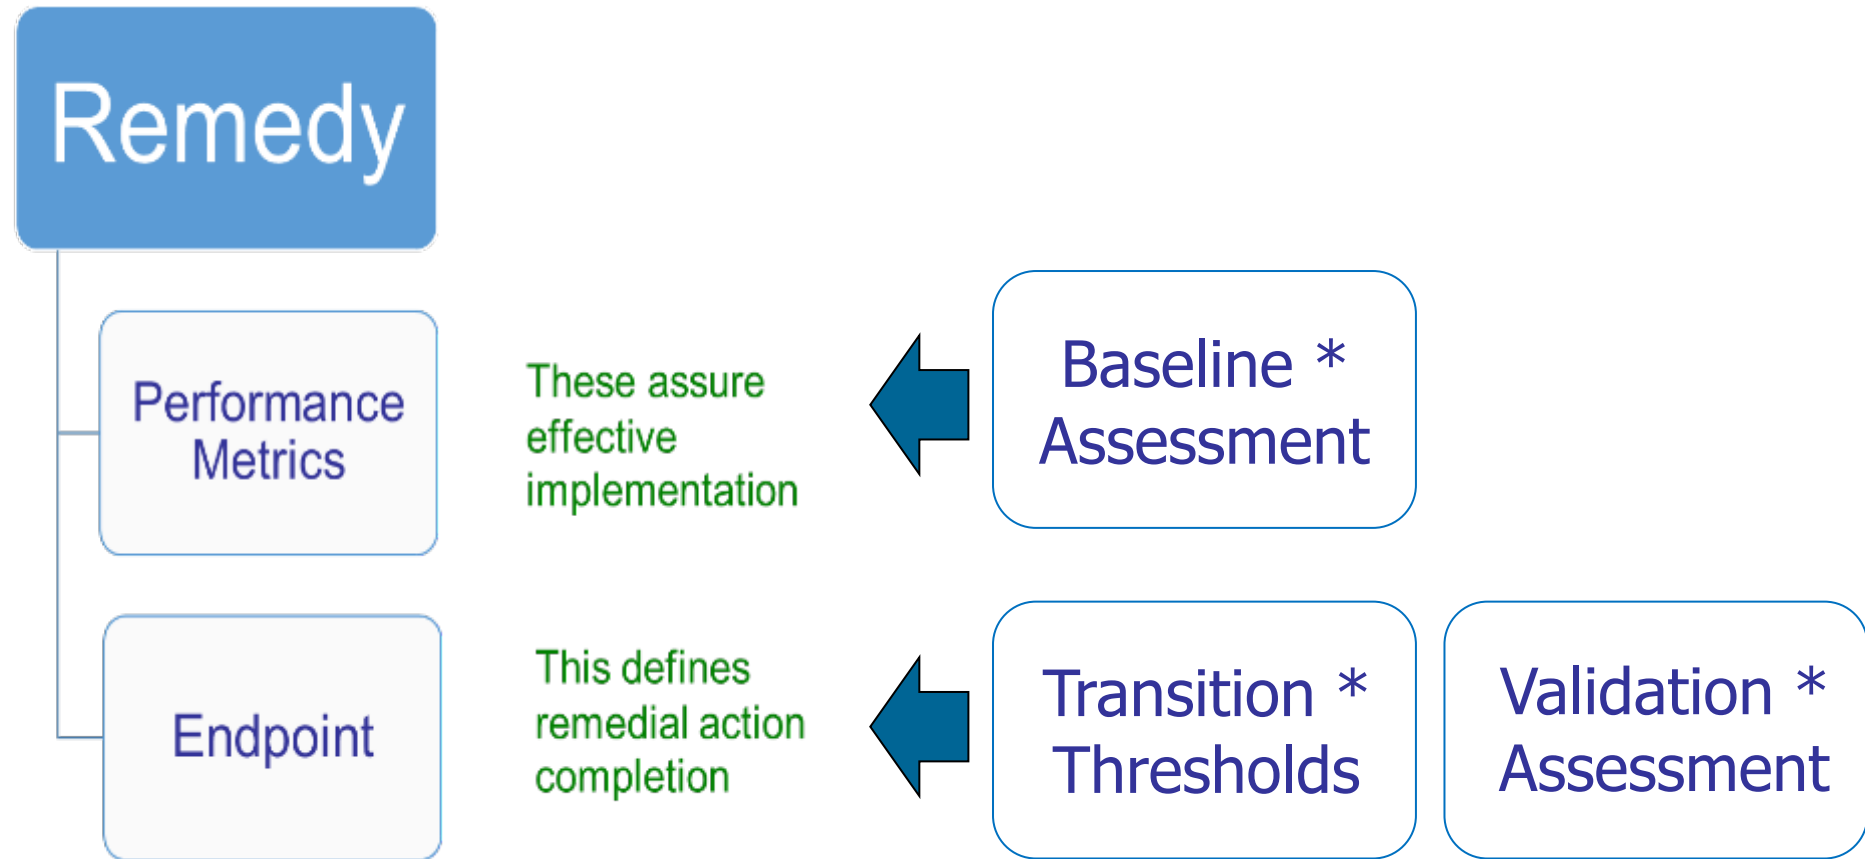 Remedy
Performance
Metrics
These assure
effective
implementation
Baseline *
Assessment
Endpoint
This defines
remedial action
completion
Transition *
Thresholds
Validation *
Assessment